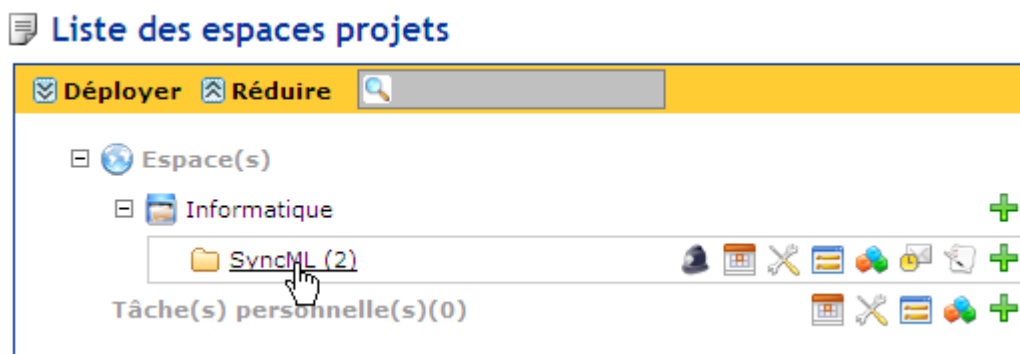 Liste des espaces projets
Déployer Réduire
Espace(s)
Informatique
SyncML (2)
Tâche(s) personnelle(s)(0)